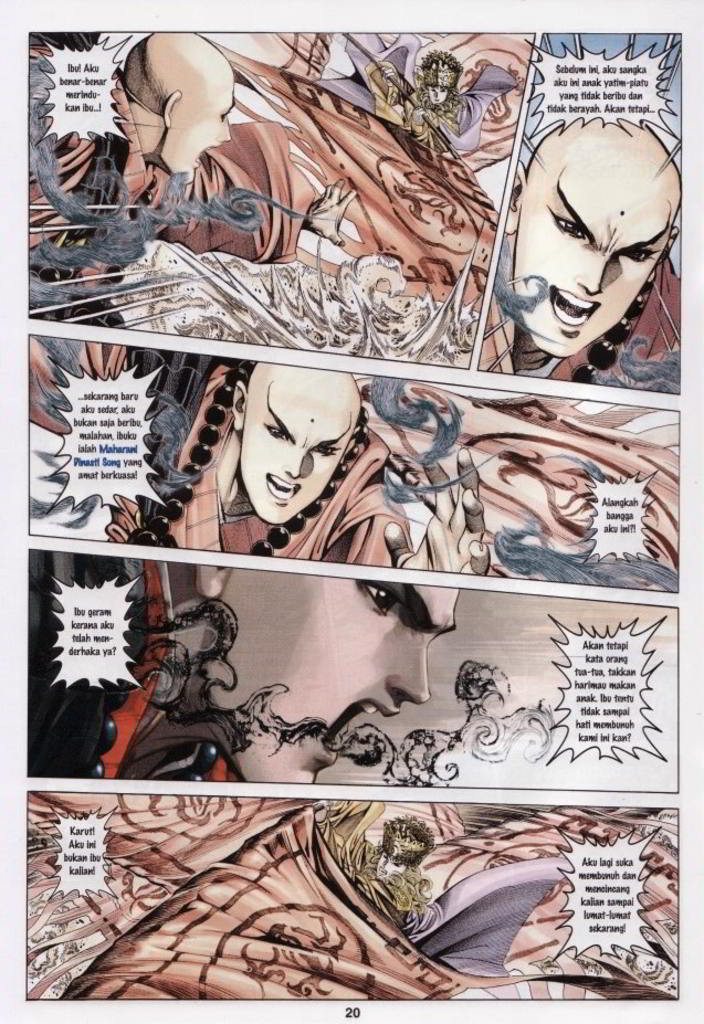 Ibu! Aku
benar-benar
merindu-
kan ibu..!
Sebelum ini, aku sangka
aku ini anak yatim-piatu
yang tidak beribu dan
tidak berayah. Akan tetapi...
...sekarang baru
aku sedar, aku
bukan saja beribu,
malahan, ibuku
ialah Maharani
Dinasti Song yang
amat berkuasa!
Alangkah
bangga
aku ini?!
Ibu geram
kerana aku
telah men-
derhaka ya?
Akan tetapi
kata orang
tua-tua, takkan
harimau makan
anak. Ibu tentu
tidak sampai
hati membunuh
kami ini kan?
Karut!
Aku ini
bukan ibu
kalian!
Aku lagi suka
membunuh dan
mencincang
kalian sampai
lumat-lumat
sekarang!
20